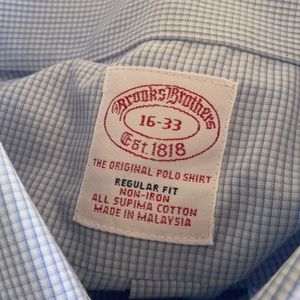 Brooks Brothers
16-33
Est. 1818
THE ORIGINAL POLO SHIRT
REGULAR FIT
NON-IRON
ALL SUPIMA COTTON
MADE IN MALAYSIA